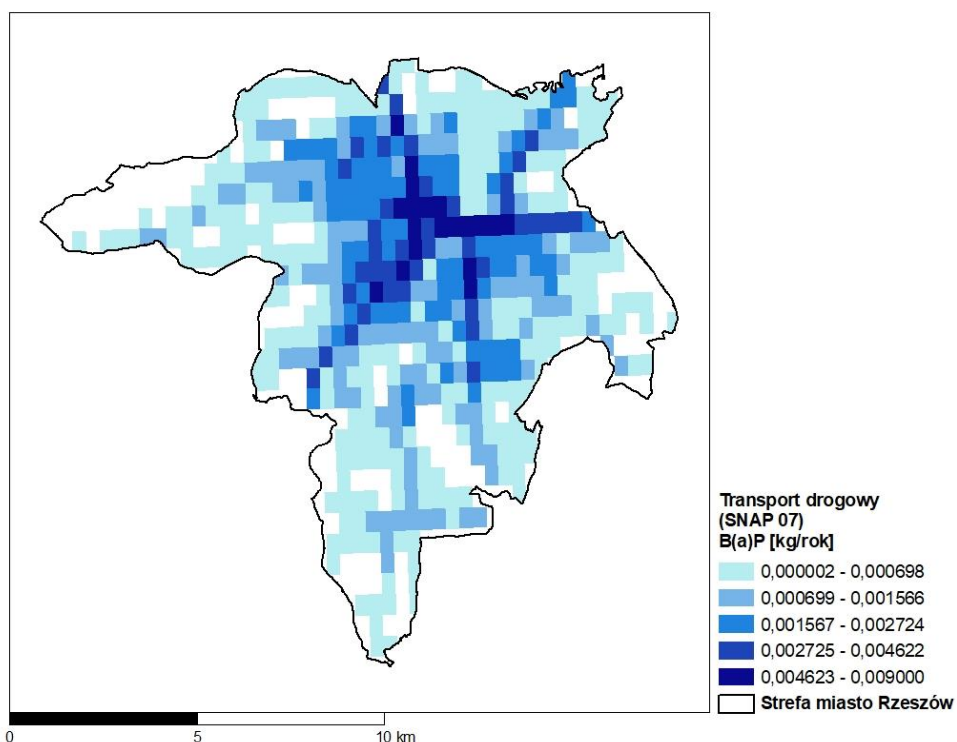 Transport drogowy
(SNAP 07)
B(a)P [kg/rok]
0,000002 - 0,000698
0,000699 - 0,001566
0,001567 - 0,002724
0,002725 - 0,004622
0,004623 - 0,009000
Strefa miasto Rzeszów
0 5 10 km